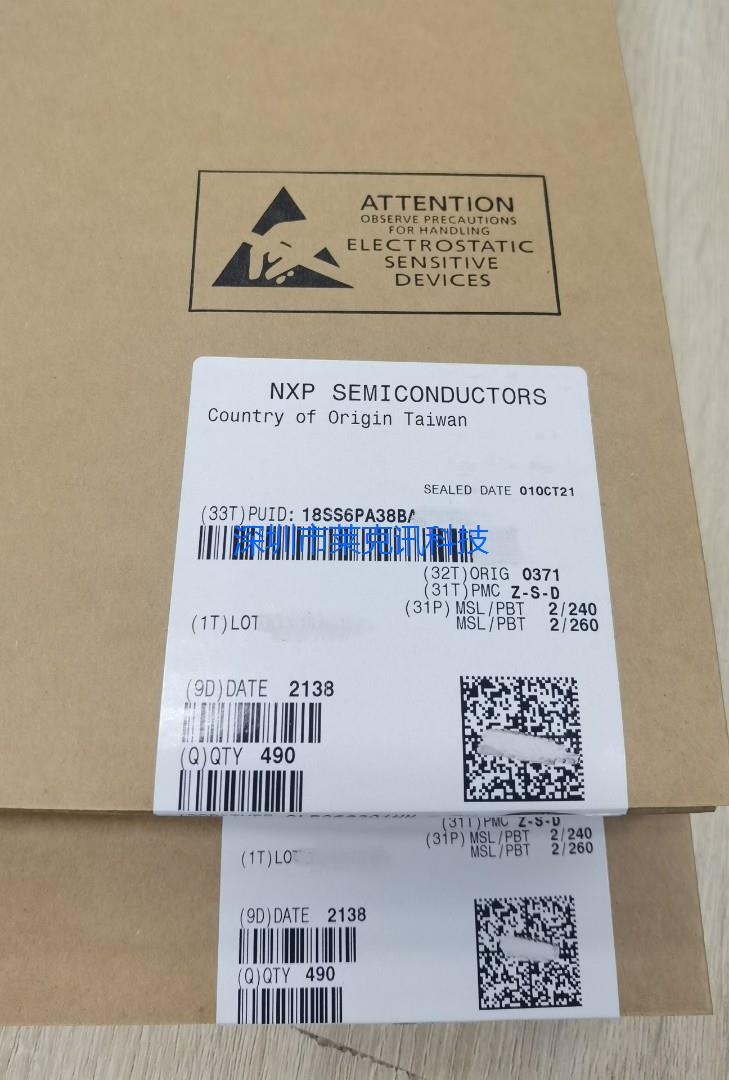 ATTENTION
OBSERVE PRECAUTIONS
FOR HANDLING
ELECTROSTATIC
SENSITIVE
DEVICES
NXP SEMICONDUCTORS
Country of Origin Taiwan
SEALED DATE 01OCT21
(33T)PUID: 18SS6PA38BA
深圳市莱克讯科技
(32T)ORIG 0371
(31T)PMC Z-S-D
(31P)MSL/PBT 2/240
MSL/PBT 2/260
(1T)LOT
(9D)DATE 2138
(Q)QTY 490
(31T)PMC Z-S-D
(31P)MSL/PBT 2/240
MSL/PBT 2/260
(1T)LOT
(9D)DATE 2138
(Q)QTY 490